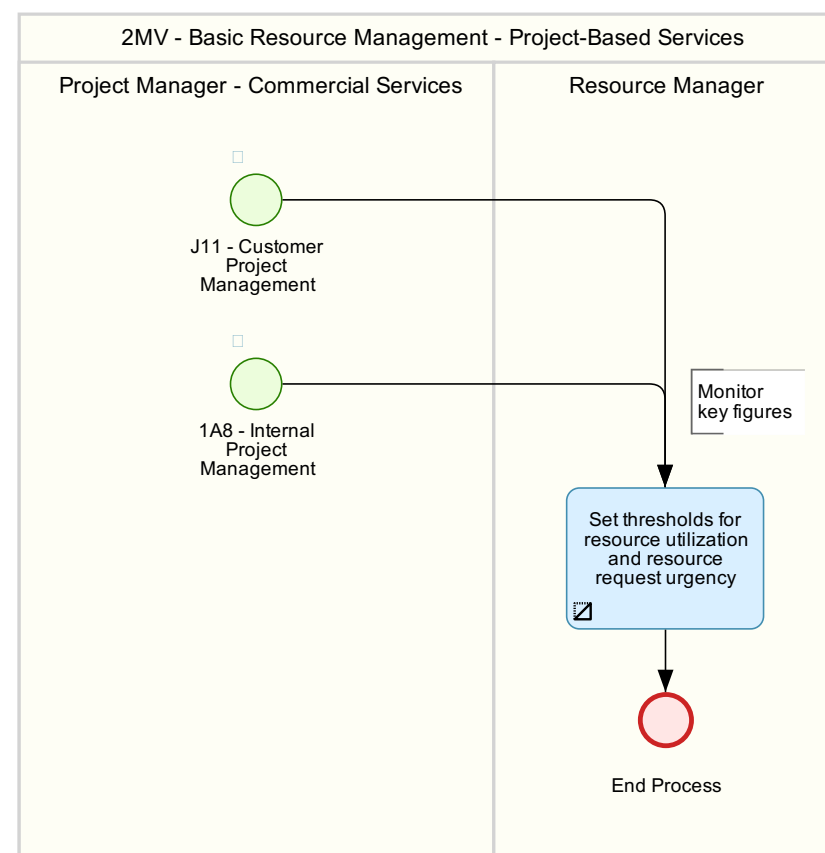 2MV - Basic Resource Management - Project-Based Services
Project Manager - Commercial Services
Resource Manager
J11 - Customer
Project
Management
1A8 - Internal
Project
Management
Monitor
key figures
Set thresholds for
resource utilization
and resource
request urgency
End Process